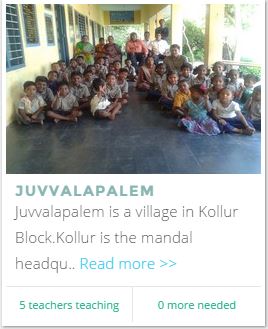 JUVVALAPALEM
Juvvalapalem is a village in Kollur
Block.Kollur is the mandal
headqu.. Read more >>
5 teachers teaching
0 more needed